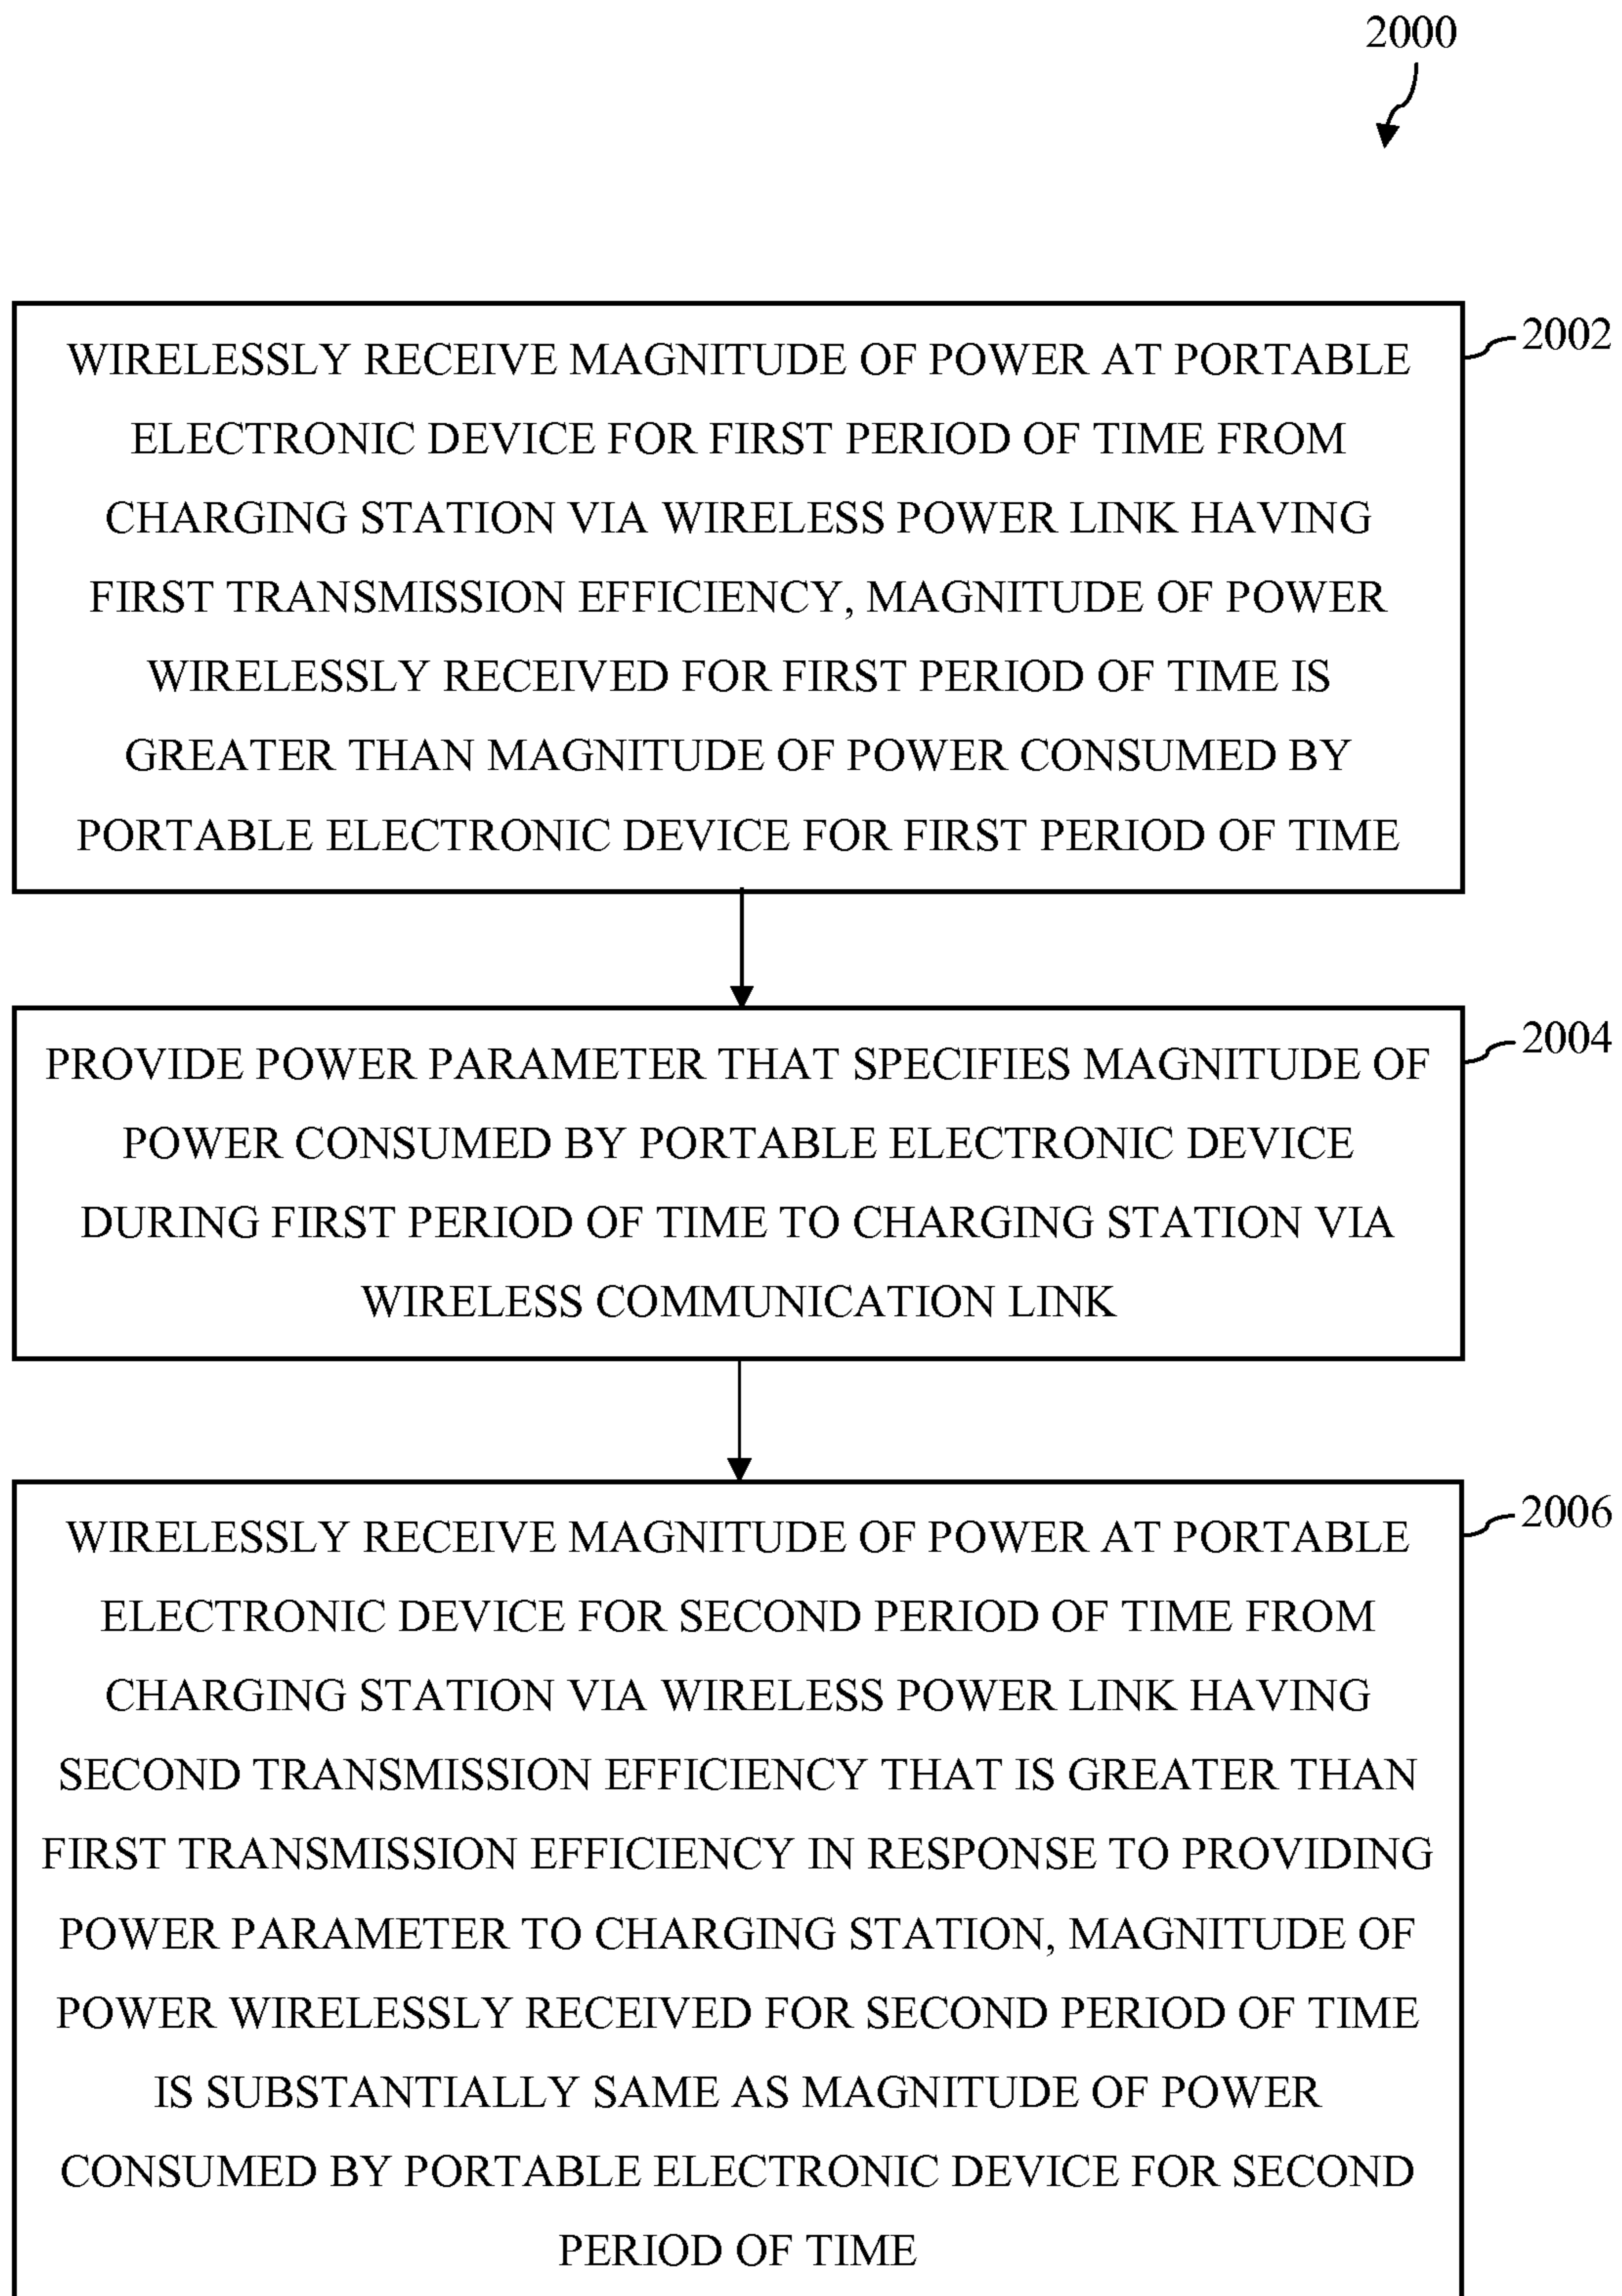 2000
2002
WIRELESSLY RECEIVE MAGNITUDE OF POWER AT PORTABLE
ELECTRONIC DEVICE FOR FIRST PERIOD OF TIME FROM
CHARGING STATION VIA WIRELESS POWER LINK HAVING
FIRST TRANSMISSION EFFICIENCY, MAGNITUDE OF POWER
WIRELESSLY RECEIVED FOR FIRST PERIOD OF TIME IS
GREATER THAN MAGNITUDE OF POWER CONSUMED BY
PORTABLE ELECTRONIC DEVICE FOR FIRST PERIOD OF TIME
2004
PROVIDE POWER PARAMETER THAT SPECIFIES MAGNITUDE OF
POWER CONSUMED BY PORTABLE ELECTRONIC DEVICE
DURING FIRST PERIOD OF TIME TO CHARGING STATION VIA
WIRELESS COMMUNICATION LINK
2006
WIRELESSLY RECEIVE MAGNITUDE OF POWER AT PORTABLE
ELECTRONIC DEVICE FOR SECOND PERIOD OF TIME FROM
CHARGING STATION VIA WIRELESS POWER LINK HAVING
SECOND TRANSMISSION EFFICIENCY THAT IS GREATER THAN
FIRST TRANSMISSION EFFICIENCY IN RESPONSE TO PROVIDING
POWER PARAMETER TO CHARGING STATION, MAGNITUDE OF
POWER WIRELESSLY RECEIVED FOR SECOND PERIOD OF TIME
IS SUBSTANTIALLY SAME AS MAGNITUDE OF POWER
CONSUMED BY PORTABLE ELECTRONIC DEVICE FOR SECOND
PERIOD OF TIME